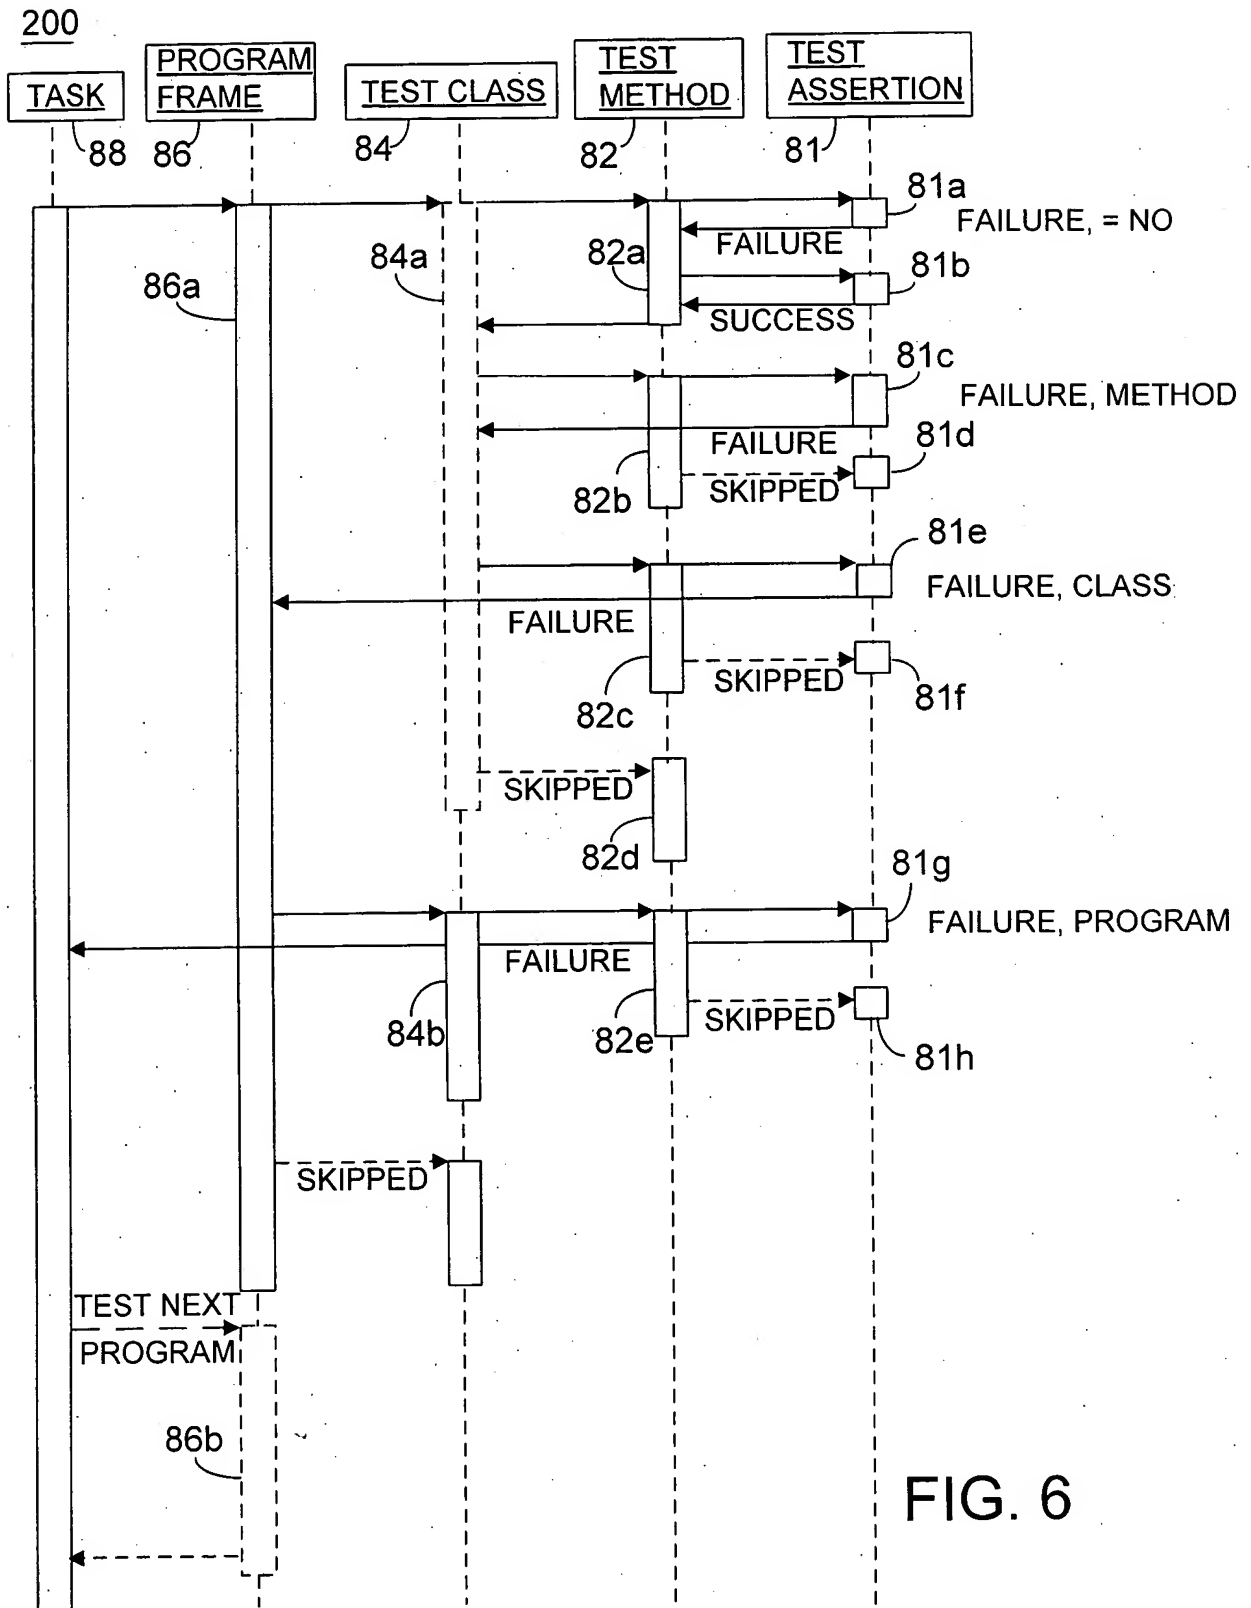 200
TASK
PROGRAM
FRAME
TEST CLASS
TEST
METHOD
TEST
ASSERTION
88
86
84
82
81
81a
FAILURE, = NO
FAILURE
84a
82a
86a
81b
SUCCESS
81c
FAILURE, METHOD
FAILURE
81d
82b
SKIPPED
81e
FAILURE, CLASS
FAILURE
SKIPPED
81f
82c
SKIPPED
82d
81g
FAILURE, PROGRAM
FAILURE
84b
82e
SKIPPED
81h
SKIPPED
TEST NEXT
PROGRAM
86b
FIG. 6